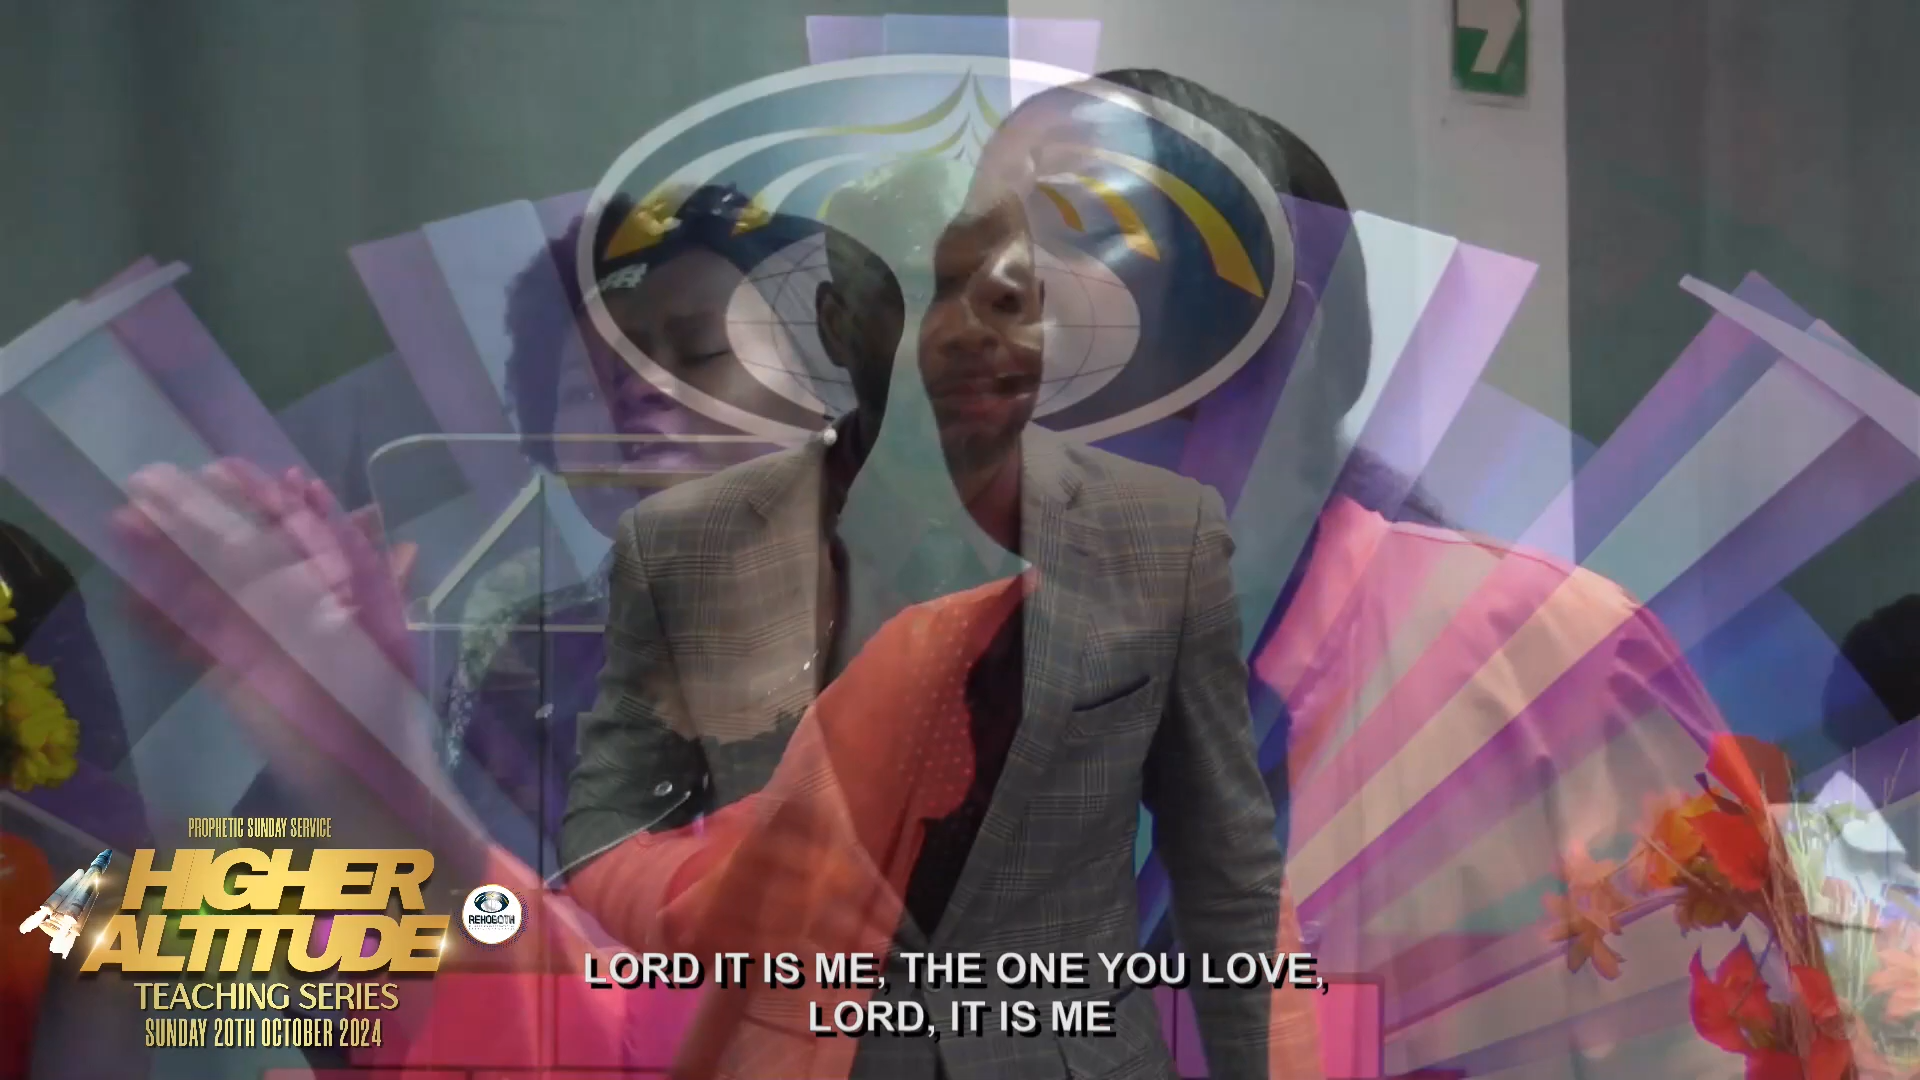 PROPHETIC SUNDAY SERVICE
HIGHER
ALTITUDE
TEACHING SERIES
SUNDAY 20TH OCTOBER 2024
REHOBOTH
LORD IT IS ME, THE ONE YOU LOVE,
LORD, IT IS ME